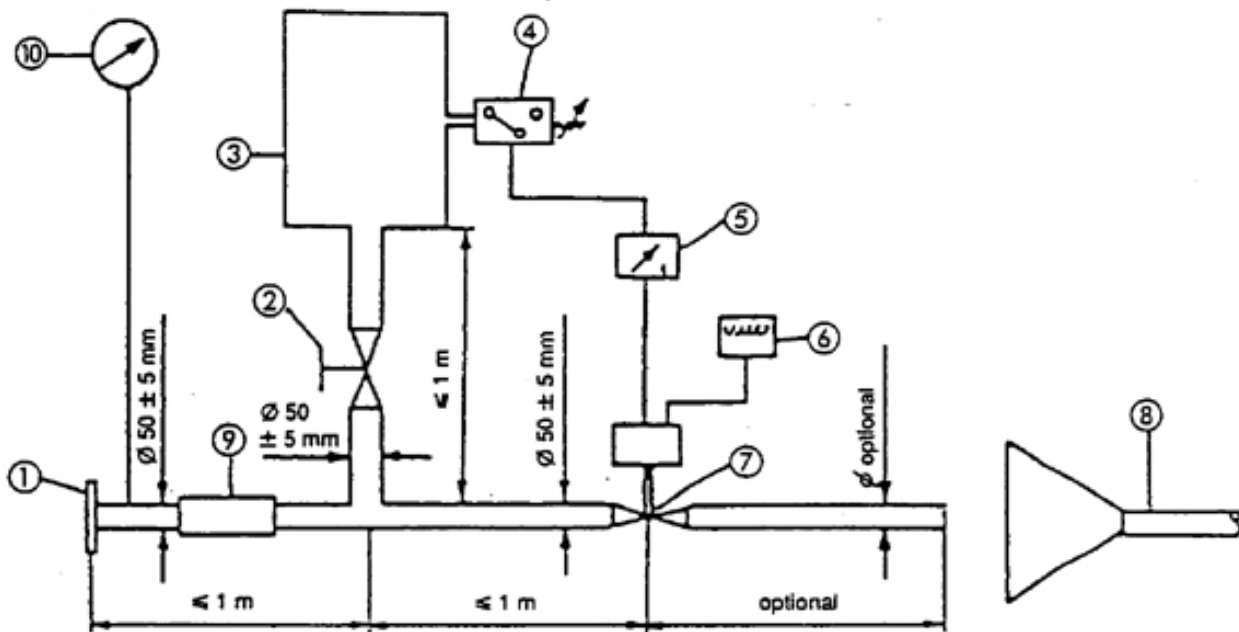 10
4
3
5
2
6
Ø 50 ± 5 mm
≤ 1 m
Ø 50
± 5 mm
Ø 50 ± 5 mm
ø optional
9
7
8
1
≤ 1 m
≤ 1 m
optional